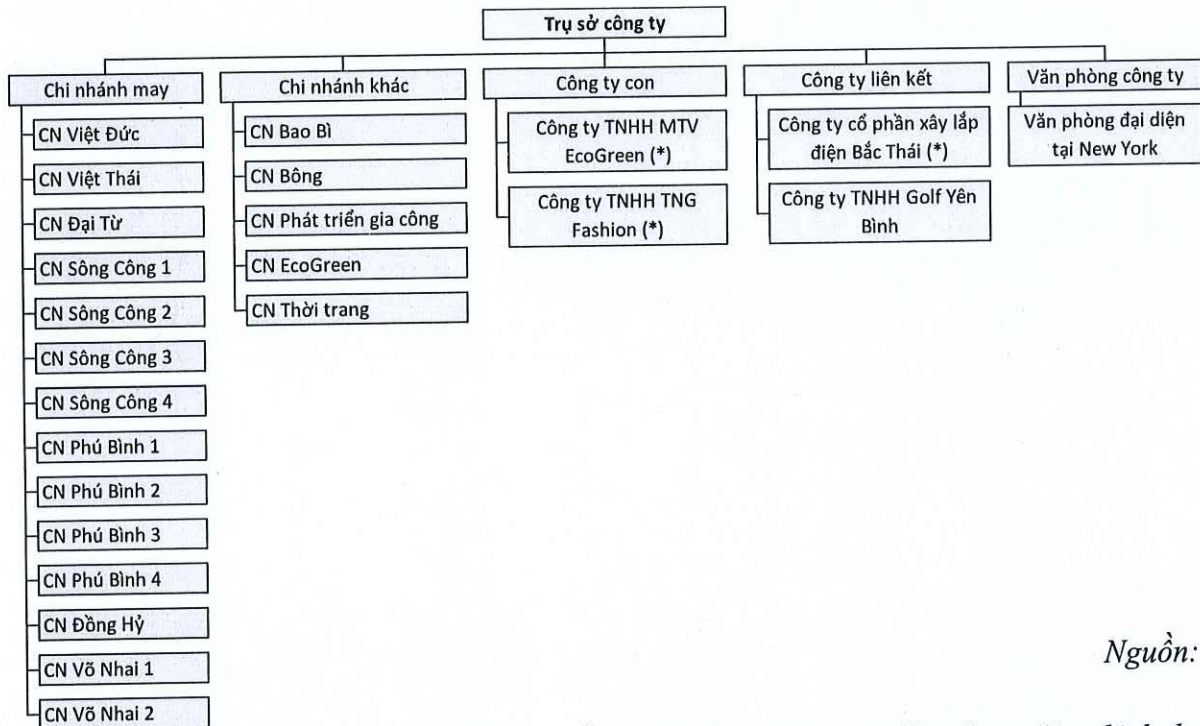 Trụ sở công ty
Chi nhánh may
CN Việt Đức
CN Việt Thái
CN Đại Từ
CN Sông Công 1
CN Sông Công 2
CN Sông Công 3
CN Sông Công 4
CN Phú Bình 1
CN Phú Bình 2
CN Phú Bình 3
CN Phú Bình 4
CN Đồng Hỷ
CN Võ Nhai 1
CN Võ Nhai 2
Chi nhánh khác
CN Bao Bì
CN Bông
CN Phát triển gia công
CN EcoGreen
CN Thời trang
Công ty con
Công ty TNHH MTV
EcoGreen (*)
Công ty TNHH TNG
Fashion (*)
Công ty liên kết
Công ty cổ phần xây lắp
điện Bắc Thái (*)
Công ty TNHH Golf Yên
Bình
Văn phòng công ty
Văn phòng đại diện
tại New York
Nguồn: